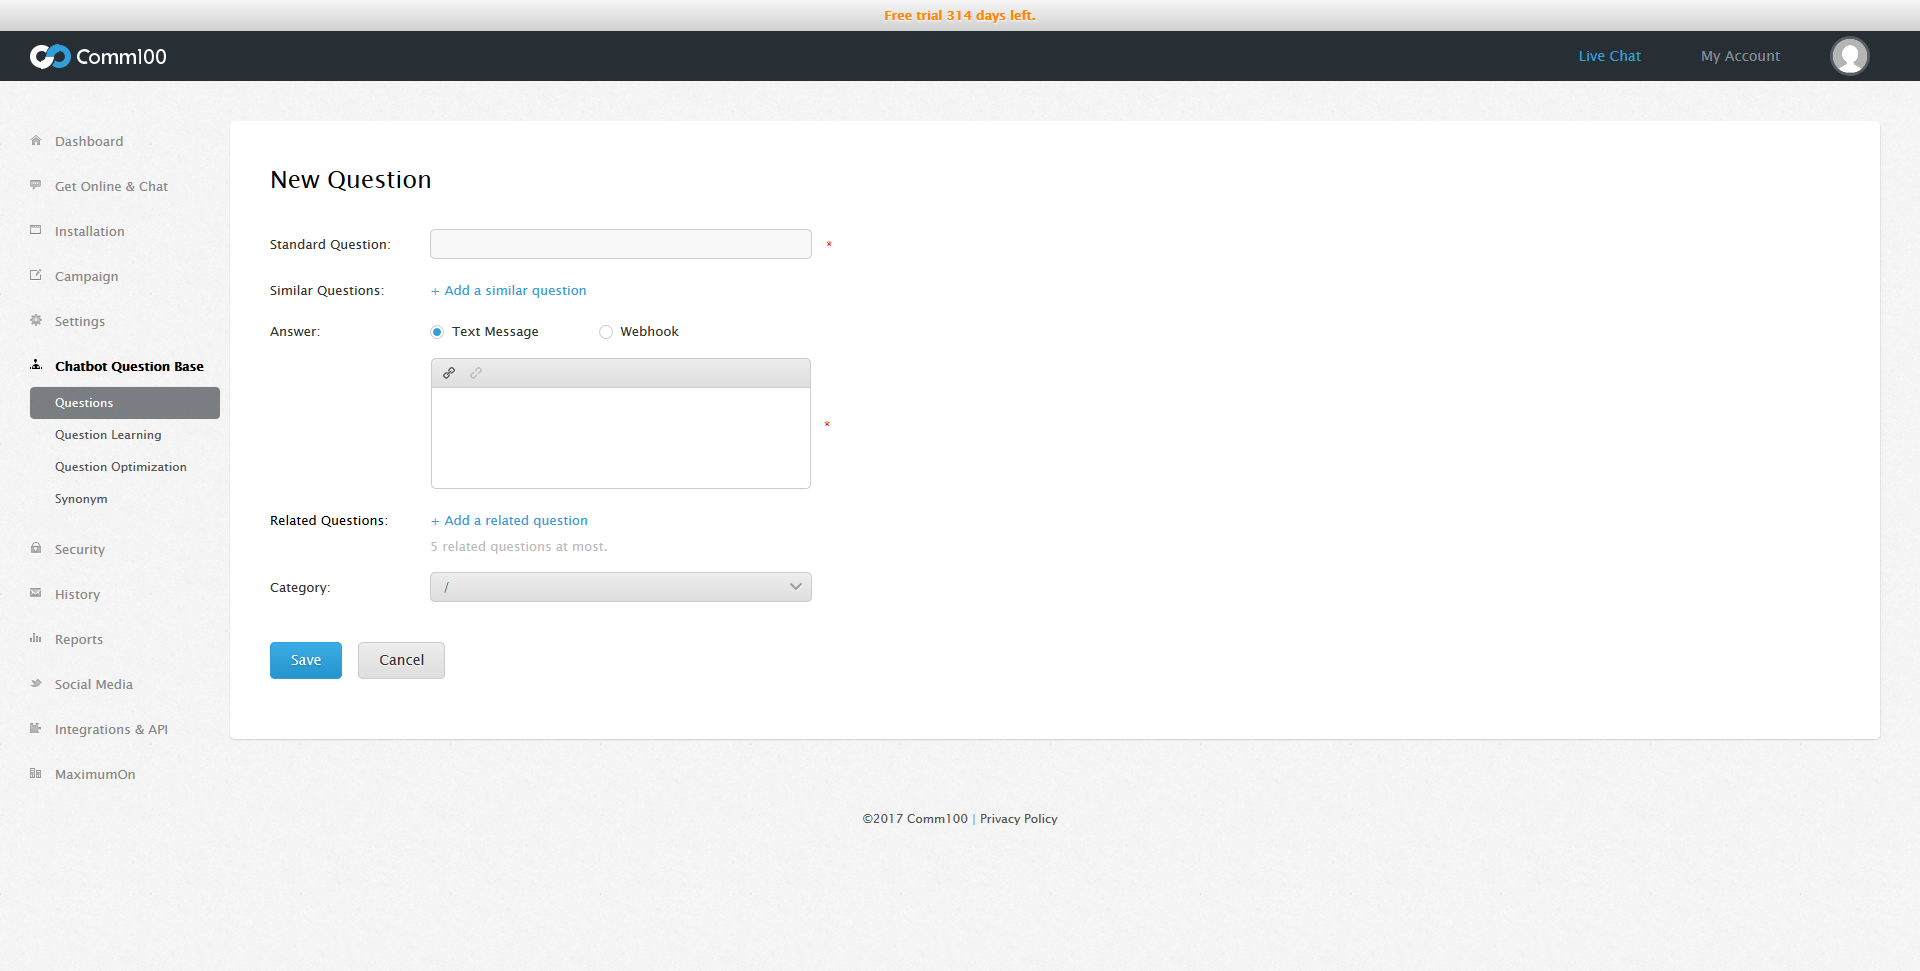 Free trial 314 days left.
Comm100
Live Chat
My Account
Dashboard
Get Online & Chat
Installation
Campaign
Settings
Chatbot Question Base
Questions
Question Learning
Question Optimization
Synonym
Security
History
Reports
Social Media
Integrations & API
MaximumOn
New Question
Standard Question: *
Similar Questions: + Add a similar question
Answer: Text Message Webhook
*
Related Questions: + Add a related question
5 related questions at most.
Category: /
Save Cancel
©2017 Comm100 | Privacy Policy